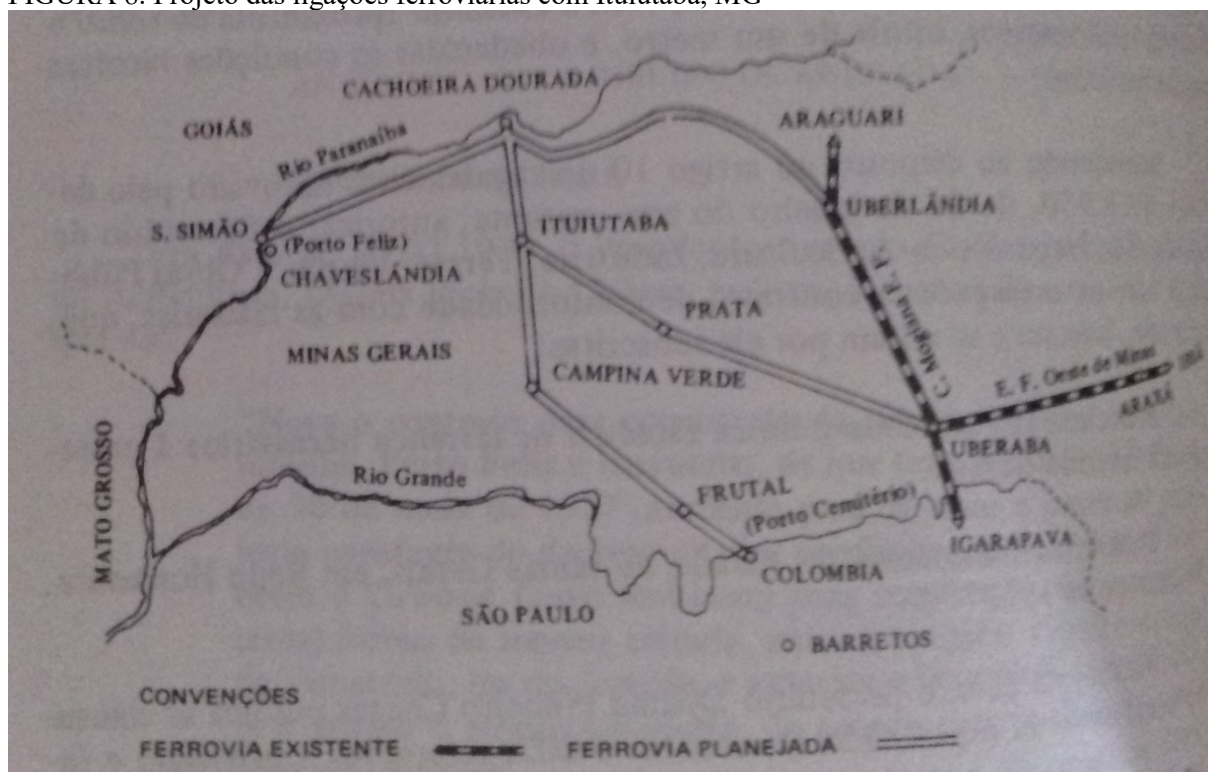 FIGURA 6: Projeto das ligações ferroviárias com Ituiutaba, MG
CACHOEIRA DOURADA
GOIÁS
Rio Paranaíba
ARAGUARI
UBERLÂNDIA
S. SIMÃO
(Porto Feliz)
CHAVESLÂNDIA
ITUIUTABA
PRATA
MINAS GERAIS
CAMPINA VERDE
C. Mogiana E. F.
E. F. Oeste de Minas
ARAXÁ
UBERABA
MATO GROSSO
Rio Grande
FRUTAL
(Porto Cemitério)
IGARAPAVA
COLOMBIA
SÃO PAULO
BARRETOS
CONVENÇÕES
FERROVIA EXISTENTE
FERROVIA PLANEJADA